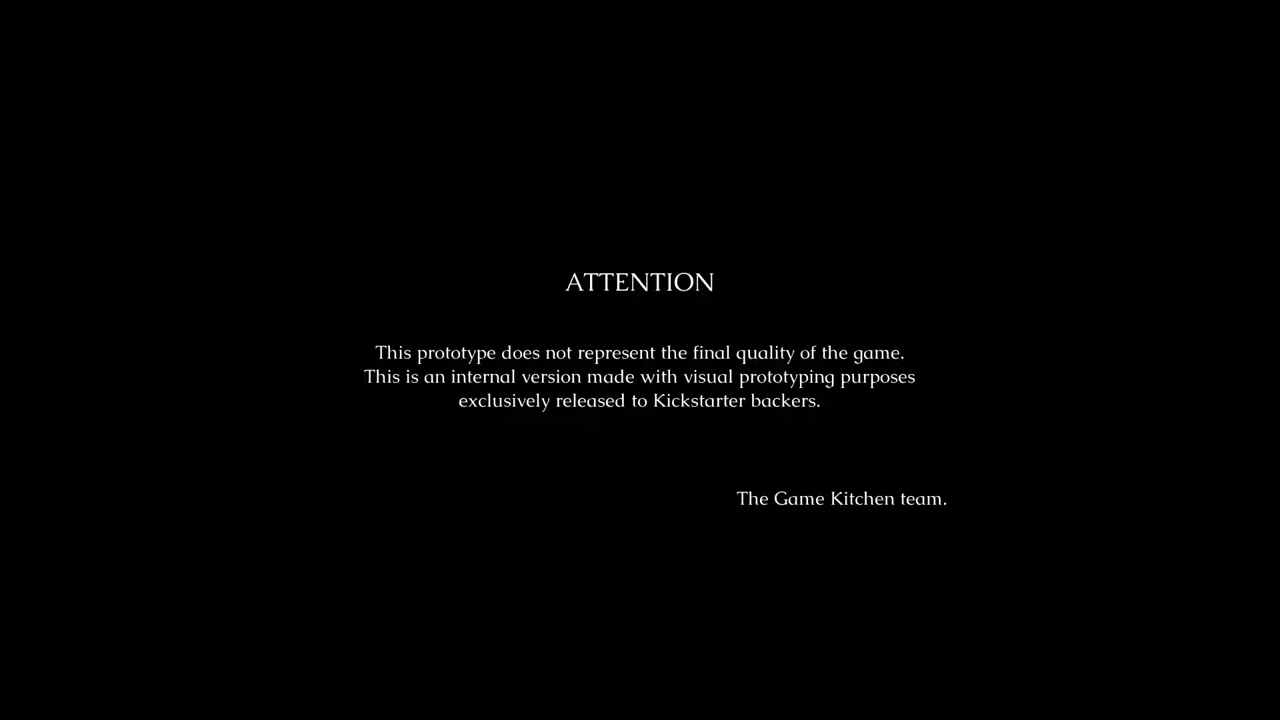 ATTENTION
This prototype does not represent the final quality of the game.
This is an internal version made with visual prototyping purposes
exclusively released to Kickstarter backers.
The Game Kitchen team.